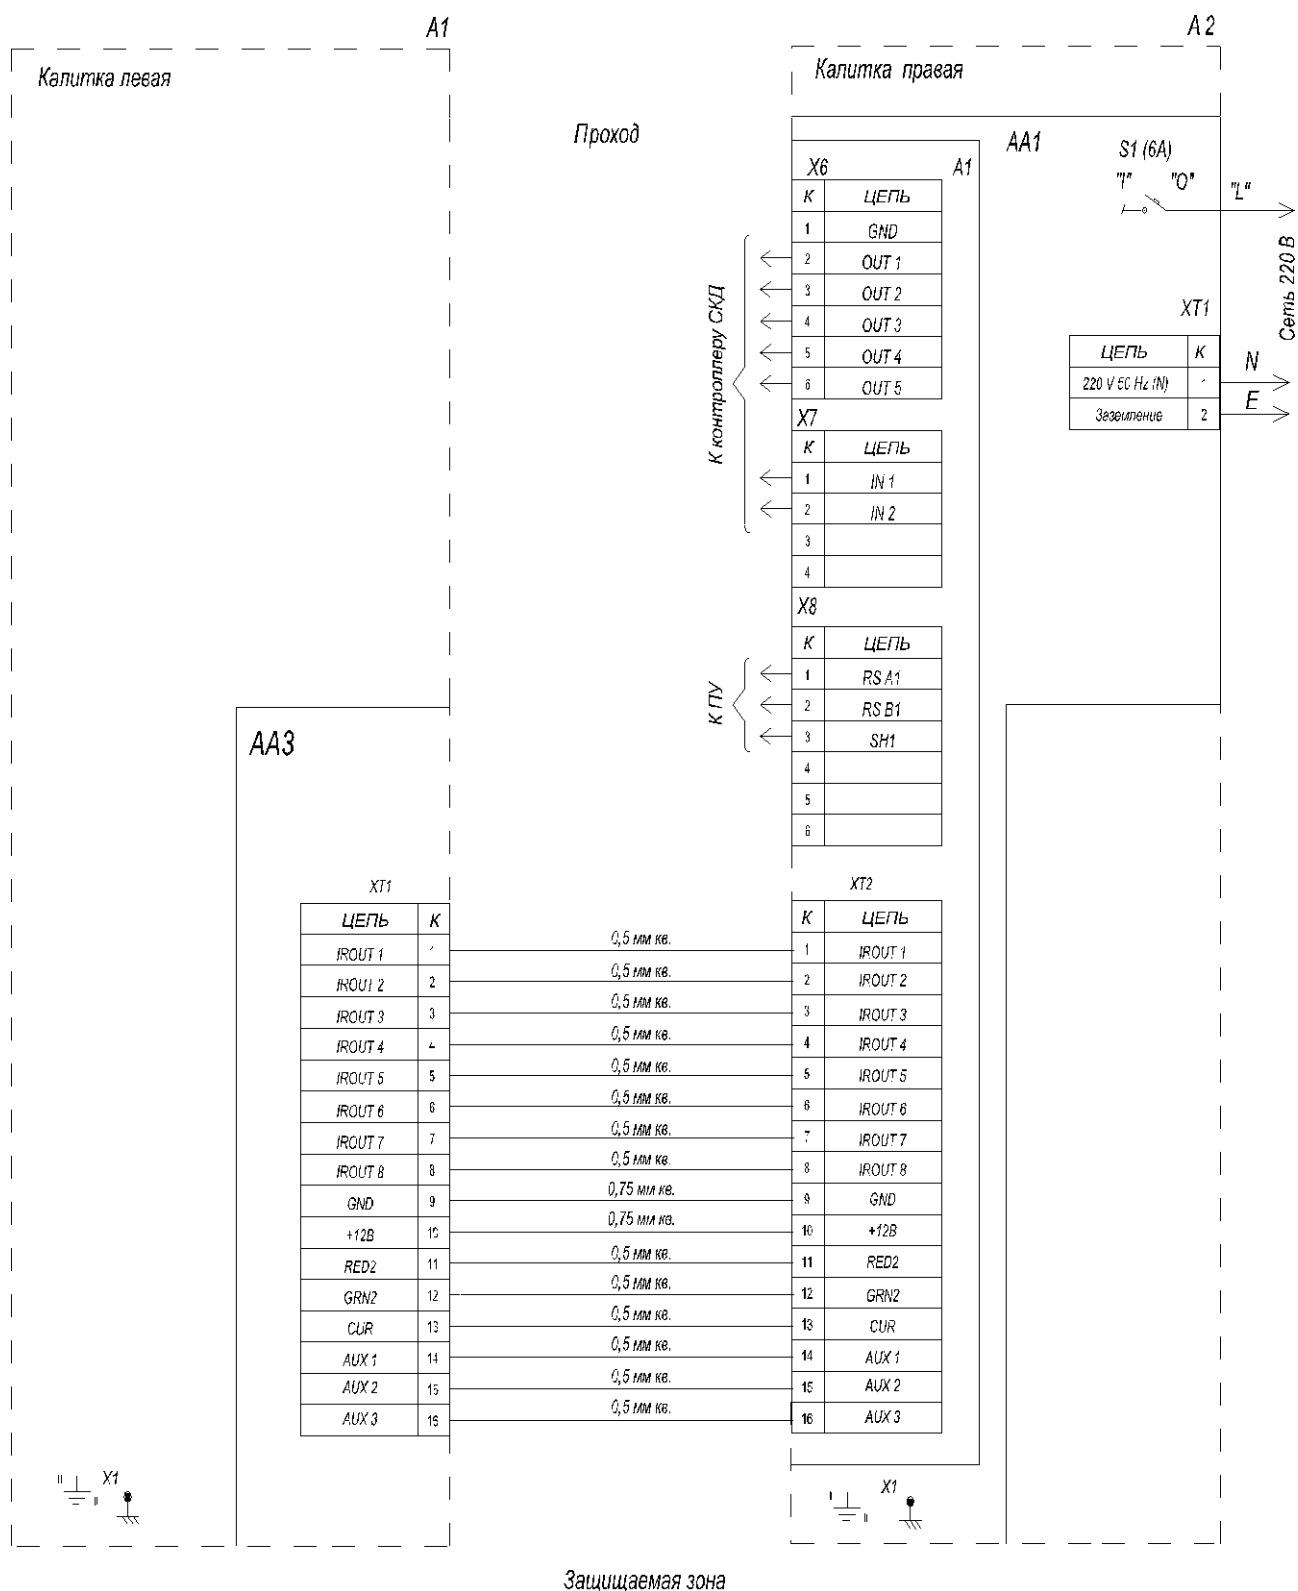 A1
Калитка левая
Проход
A2
Калитка правая
AA1
A1
S1 (6A)
"I" "O"
"L"
Сеть 220 В
XT1
ЦЕПЬ К
220 V 50 Hz (N)
Заземление 2
N
E
X6
К ЦЕПЬ
1 GND
2 OUT 1
3 OUT 2
4 OUT 3
5 OUT 4
6 OUT 5
К контроллеру СКД
X7
К ЦЕПЬ
1 IN 1
2 IN 2
3
4
X8
К ЦЕПЬ
1 RS A1
2 RS B1
3 SH1
4
5
6
К ПУ
AA3
XT1
ЦЕПЬ К
IROUT 1
IROUT 2 2
IROUT 3 3
IROUT 4 4
IROUT 5 5
IROUT 6 6
IROUT 7 7
IROUT 8 8
GND 9
+12В 10
RED2 11
GRN2 12
CUR 13
AUX 1 14
AUX 2 15
AUX 3 16
0,5 мм кв.
0,5 мм кв.
0,5 мм кв.
0,5 мм кв.
0,5 мм кв.
0,5 мм кв.
0,5 мм кв.
0,5 мм кв.
0,75 мм кв.
0,75 мм кв.
0,5 мм кв.
0,5 мм кв.
0,5 мм кв.
0,5 мм кв.
0,5 мм кв.
0,5 мм кв.
XT2
К ЦЕПЬ
1 IROUT 1
2 IROUT 2
3 IROUT 3
4 IROUT 4
5 IROUT 5
6 IROUT 6
7 IROUT 7
8 IROUT 8
9 GND
10 +12В
11 RED2
12 GRN2
13 CUR
14 AUX 1
15 AUX 2
16 AUX 3
X1
X1
Защищаемая зона